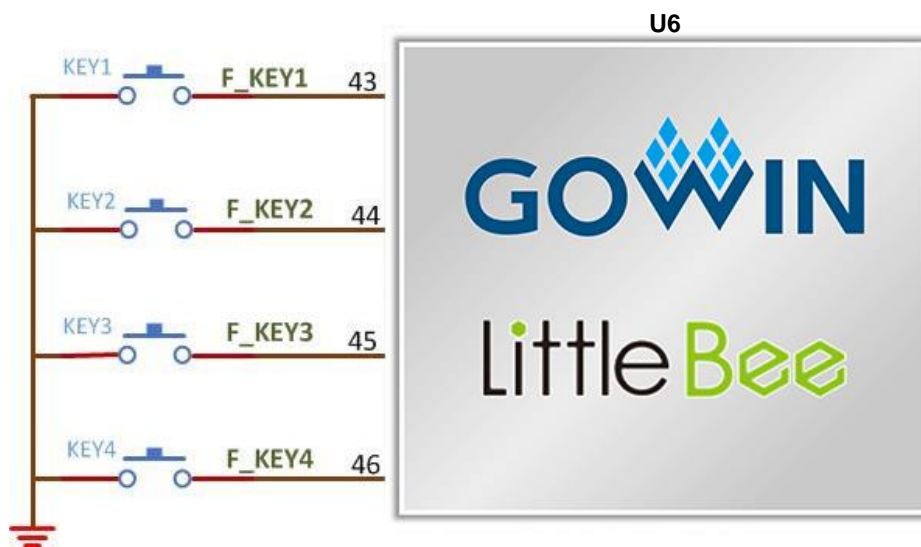 U6
KEY1 F_KEY1 43
KEY2 F_KEY2 44
KEY3 F_KEY3 45
KEY4 F_KEY4 46
GOWIN
LittleBee